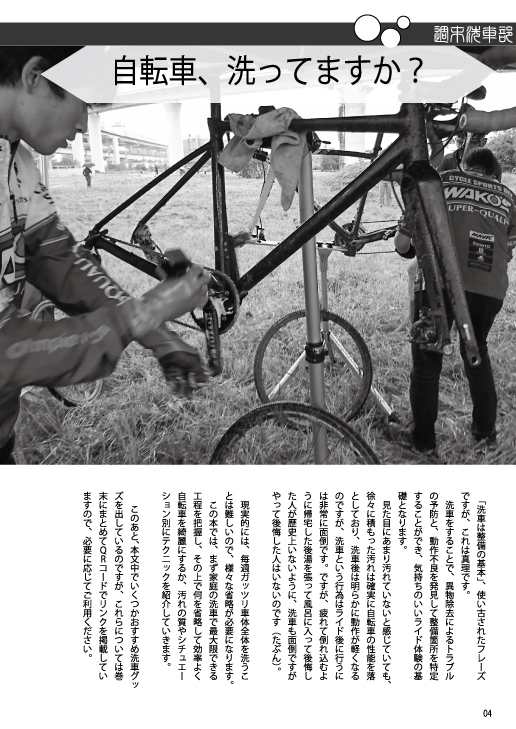 週末洗車部
自転車、洗ってますか？
CYCLE SPORTS
WAKO'S
SUPER-QUALI
「洗車は整備の基本」、使い古されたフレーズ
ですが、これは真理です。
洗車をすることで、異物除去によるトラブル
の予防と、動作不良を発見して整備箇所を特定
することができ、気持ちのいいライド体験の基
礎となります。
見た目にあまり汚れていないと感じていても、
徐々に積もった汚れは確実に自転車の性能を落
としており、洗車後は明らかに動作が軽くなる
のですが、洗車という行為はライド後に行うに
は非常に面倒です。ですが、疲れて倒れ込むよ
うに帰宅した後湯を張って風呂に入って後悔し
た人が歴史上いないように、洗車も面倒ですが
やって後悔した人はいないのです（たぶん）。
現実的には、毎週ガッツリ車体全体を洗うこ
とは難しいので、様々な省略が必要になります。
この本では、まず家庭の洗車で最大限できる
工程を把握し、その上で何を省略して効率よく
自転車を綺麗にするか、汚れの質やシチュエー
ション別にテクニックを紹介していきます。
このあと、本文中でいくつかおすすめ洗車グッ
ズを出しているのですが、これらについては巻
末にまとめてQRコードでリンクを掲載してい
ますので、必要に応じてご利用ください。
04